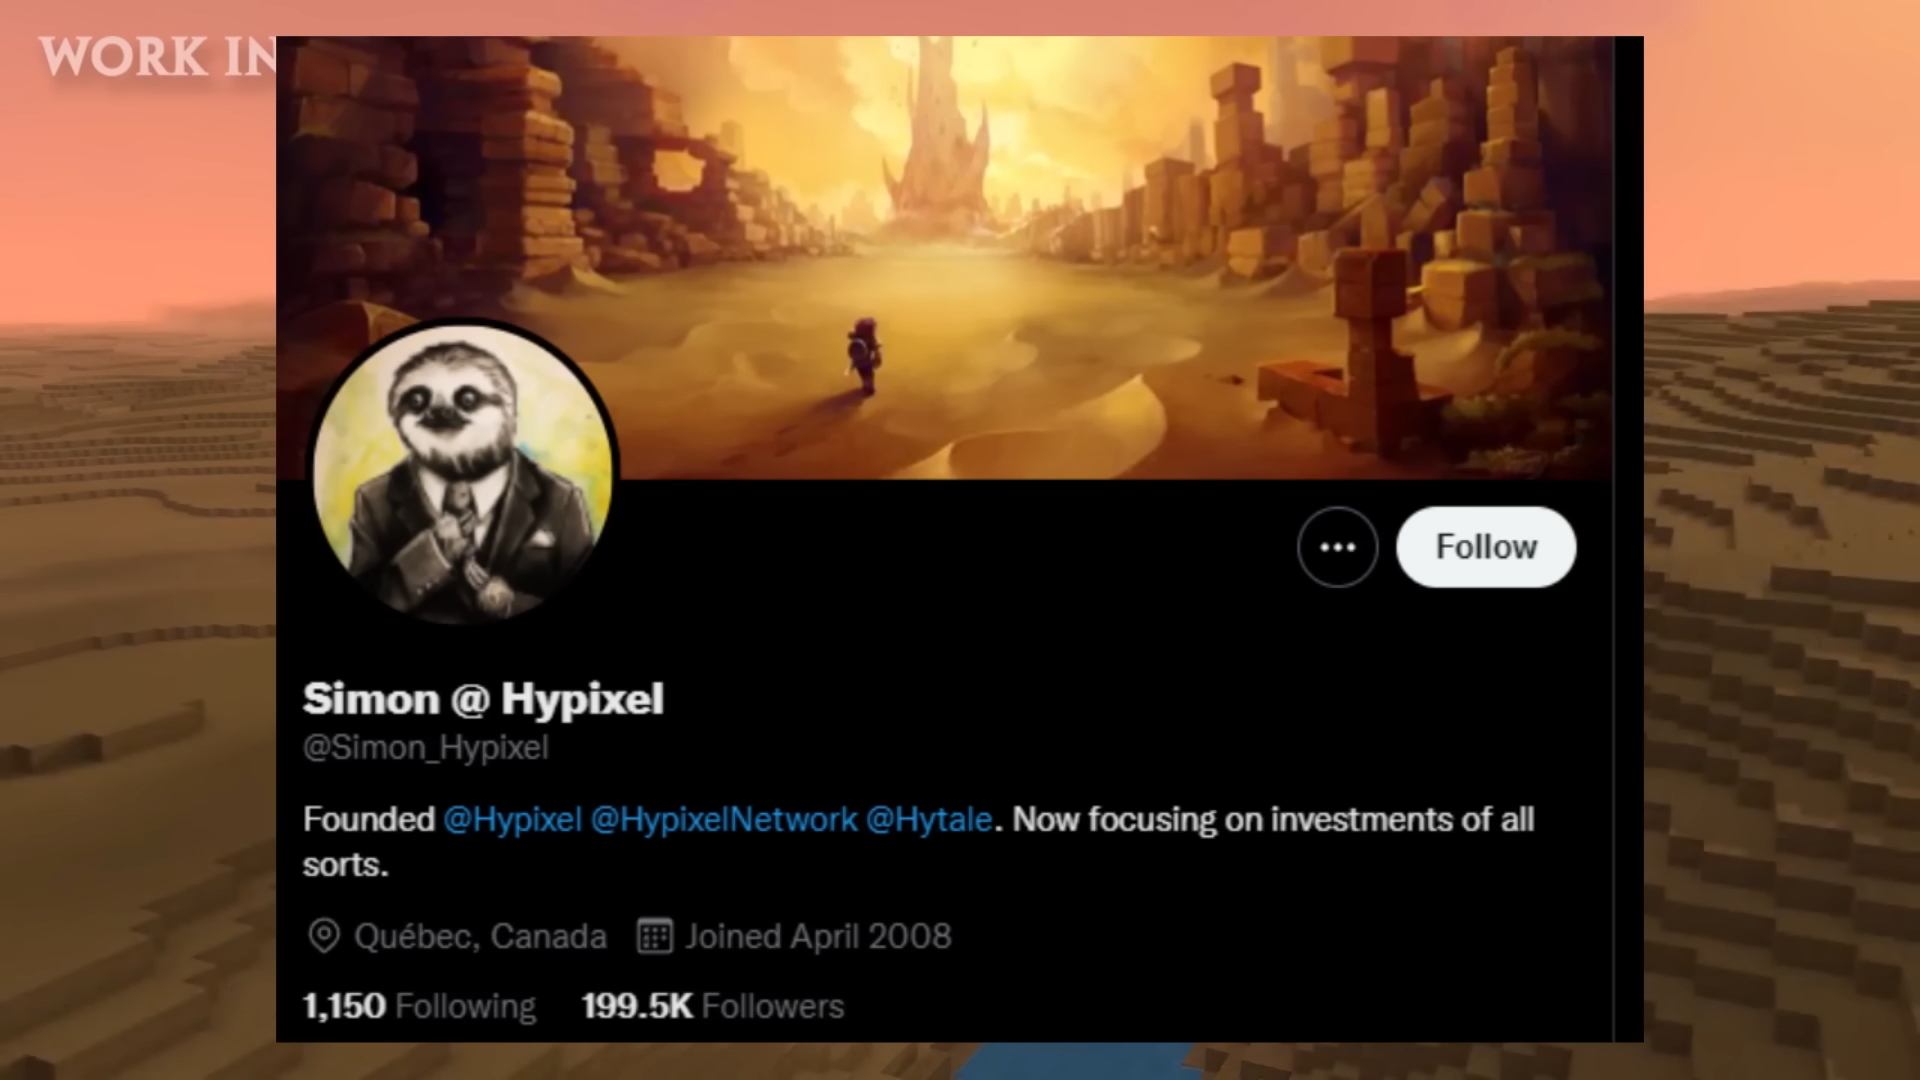 WORK IN
Follow
Simon @ Hypixel
@Simon_Hypixel
Founded @Hypixel @HypixelNetwork @Hytale. Now focusing on investments of all
sorts.
Québec, Canada Joined April 2008
1,150 Following 199.5K Followers